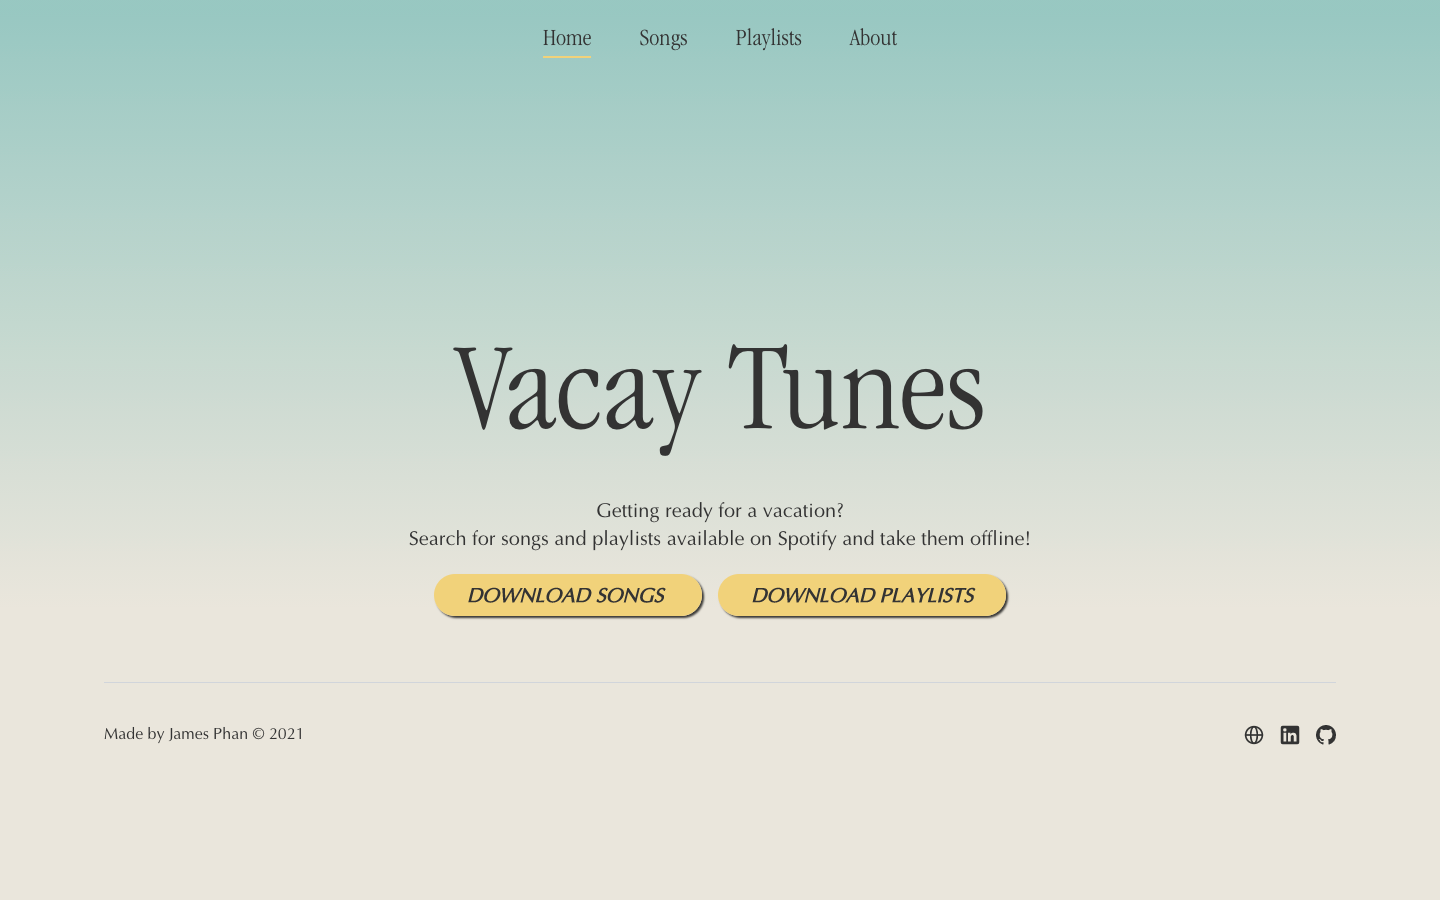 Home Songs Playlists About
Vacay Tunes
Getting ready for a vacation?
Search for songs and playlists available on Spotify and take them offline!
DOWNLOAD SONGS DOWNLOAD PLAYLISTS
Made by James Phan © 2021